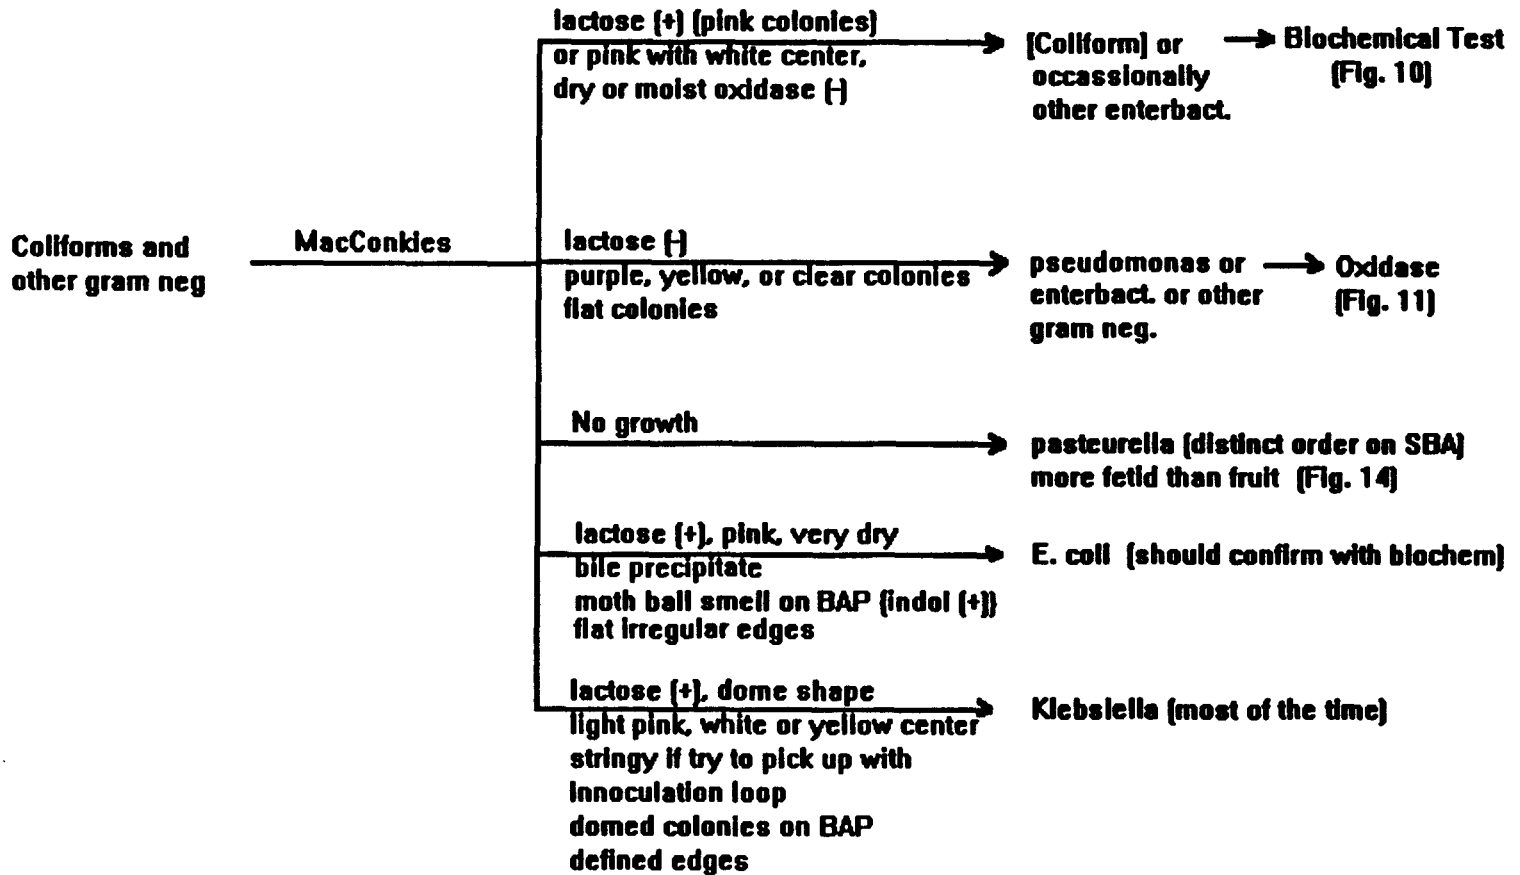 Coliforms and
other gram neg
MacConkies
lactose (+) (pink colonies)
or pink with white center,
dry or moist oxidase (-)
[Coliform] or
occassionally
other enterbact.
Biochemical Test
(Fig. 10)
lactose (-)
purple, yellow, or clear colonies
flat colonies
pseudomonas or
enterbact. or other
gram neg.
Oxidase
(Fig. 11)
No growth
pasteurella (distinct order on SBA)
more fetid than fruit (Fig. 14)
lactose (+), pink, very dry
bile precipitate
moth ball smell on BAP (indol (+))
flat irregular edges
E. coli (should confirm with biochem)
lactose (+), dome shape
light pink, white or yellow center
stringy if try to pick up with
innoculation loop
domed colonies on BAP
defined edges
Klebsiella (most of the time)